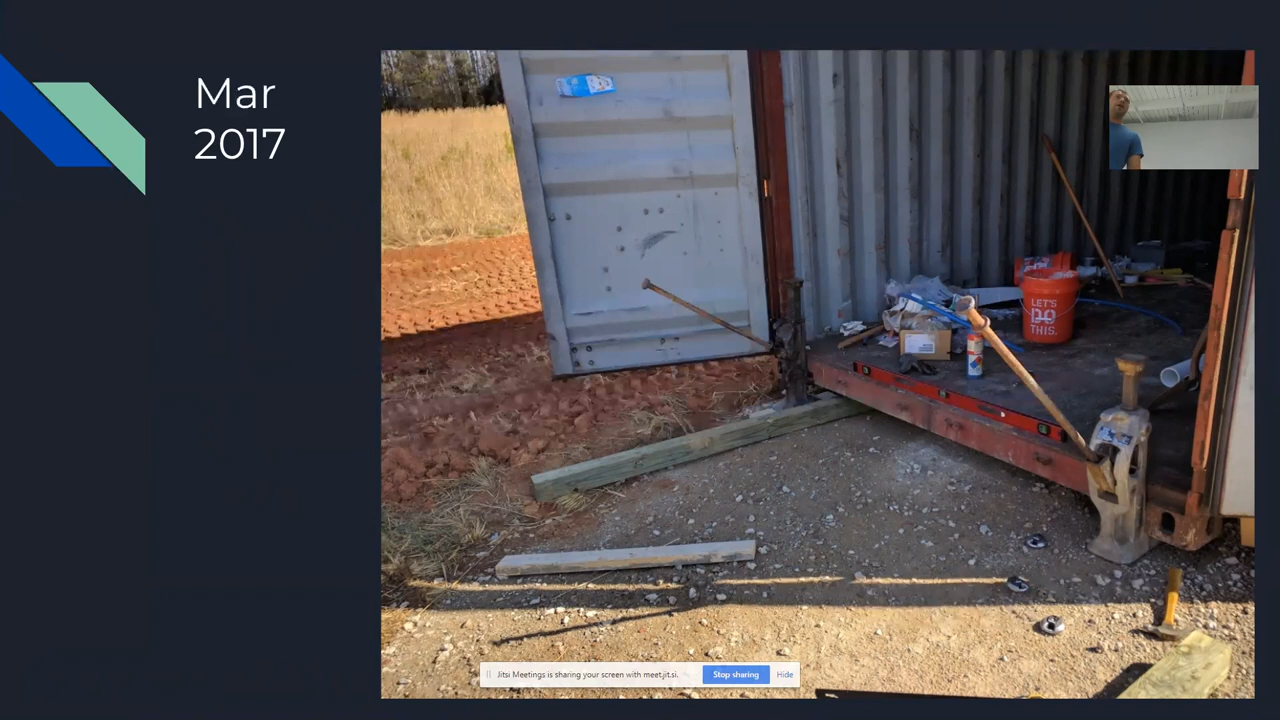 Mar
2017
LET'S
DO
THIS.
Jitsi Meetings is sharing your screen with meet.jit.si.
Stop sharing
Hide